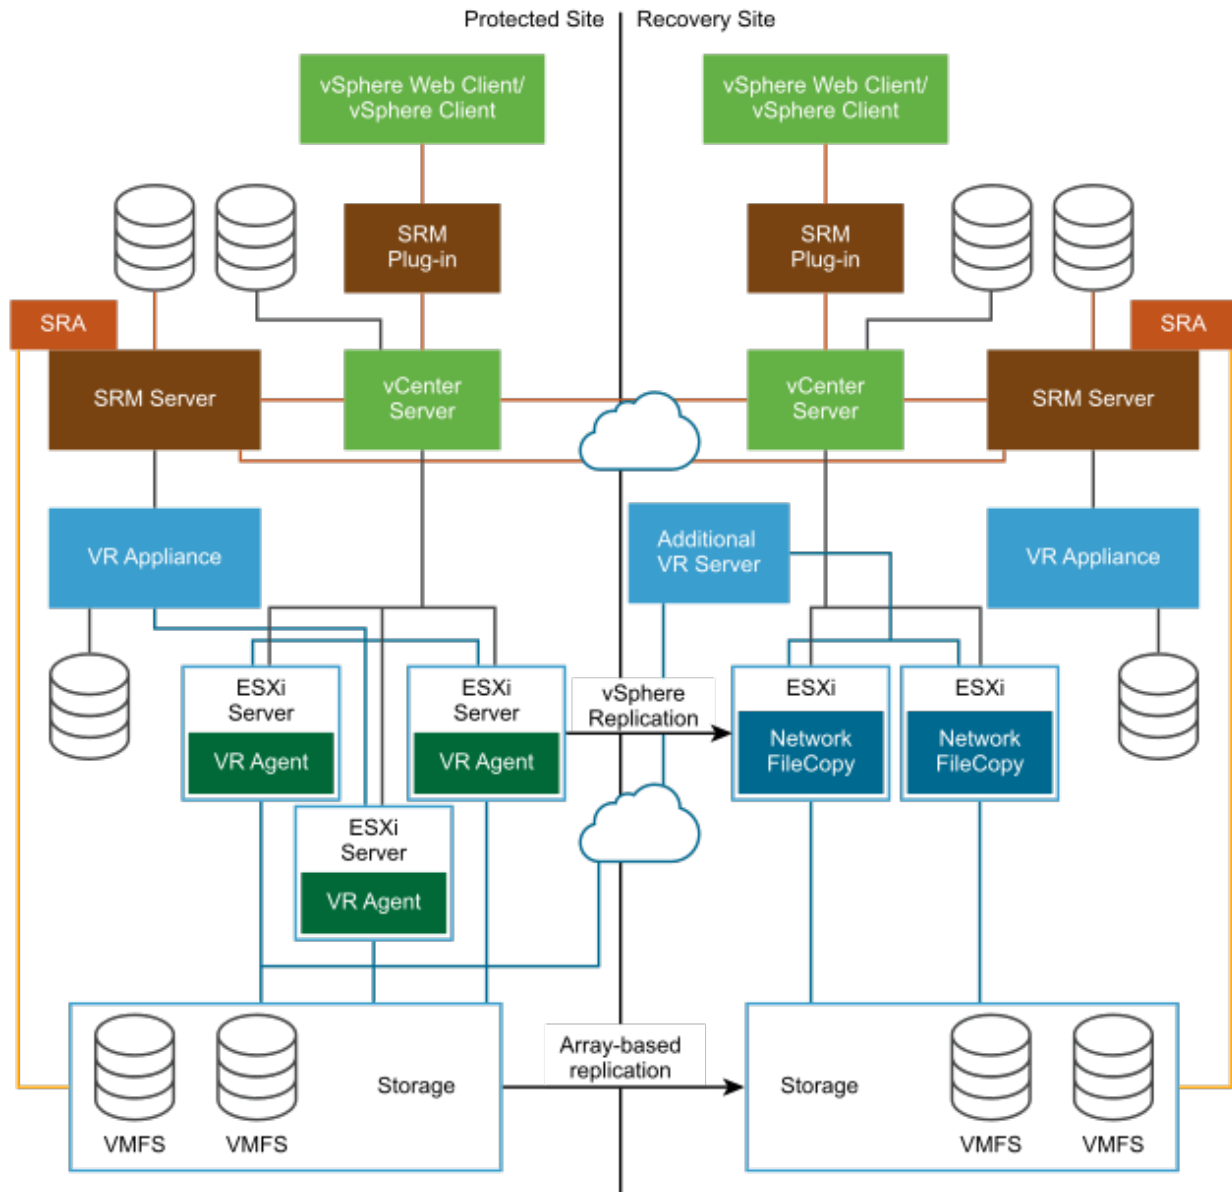 Protected Site
Recovery Site
vSphere Web Client/
vSphere Client
vSphere Web Client/
vSphere Client
SRM
Plug-in
SRM
Plug-in
SRA
SRA
SRM Server
vCenter
Server
vCenter
Server
SRM Server
VR Appliance
Additional
VR Server
VR Appliance
ESXi
Server
VR Agent
ESXi
Server
VR Agent
vSphere
Replication
ESXi
Network
FileCopy
ESXi
Network
FileCopy
ESXi
Server
VR Agent
Array-based
replication
Storage
VMFS
VMFS
Storage
VMFS
VMFS